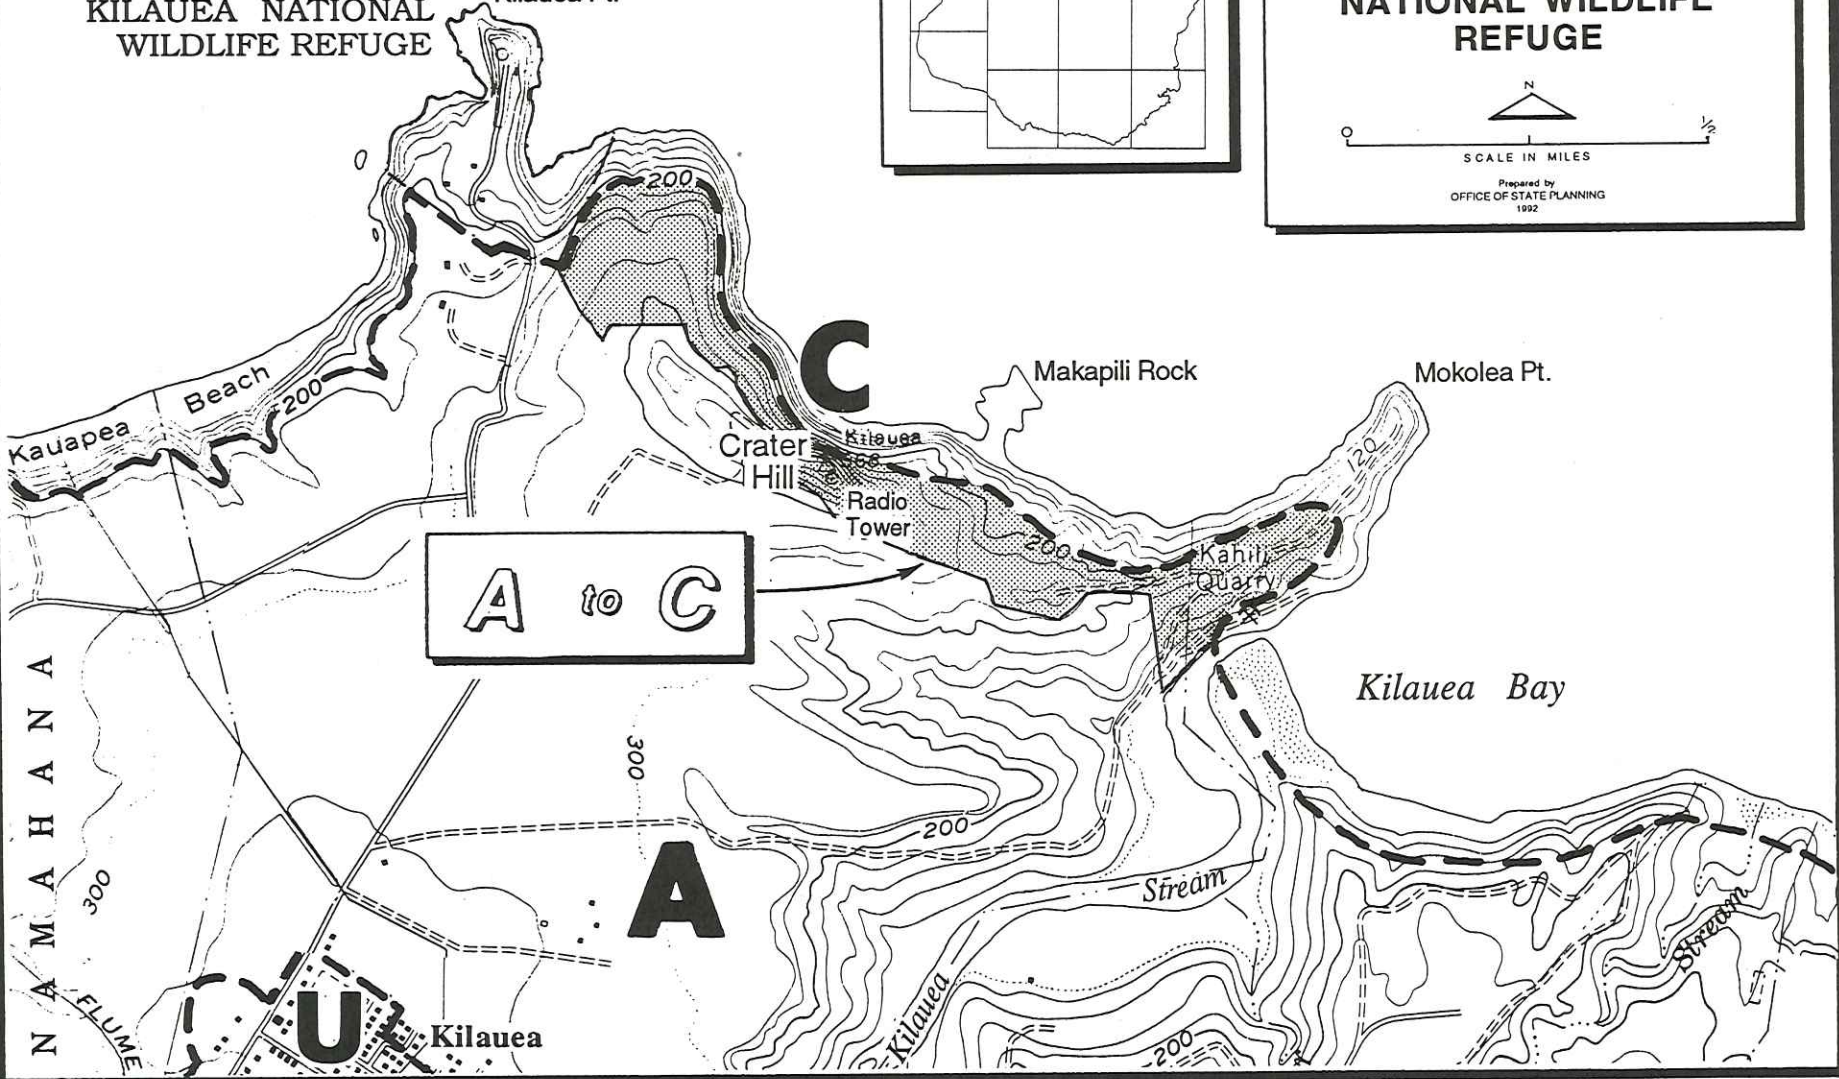 KILAUEA NATIONAL
WILDLIFE REFUGE
NATIONAL WILDLIFE
REFUGE
N
0
1/2
SCALE IN MILES
Prepared by
OFFICE OF STATE PLANNING
1992
200
C
Makapili Rock
Mokolea Pt.
Beach
200
Kauapea
Kilauea
120
Crater
Hill
Radio
Tower
200
Kahili
Quarry
A to C
Kilauea Bay
NAMAHANA
300
200
A
300
Stream
Stream
FLUME
U
Kilauea
Kilauea
200